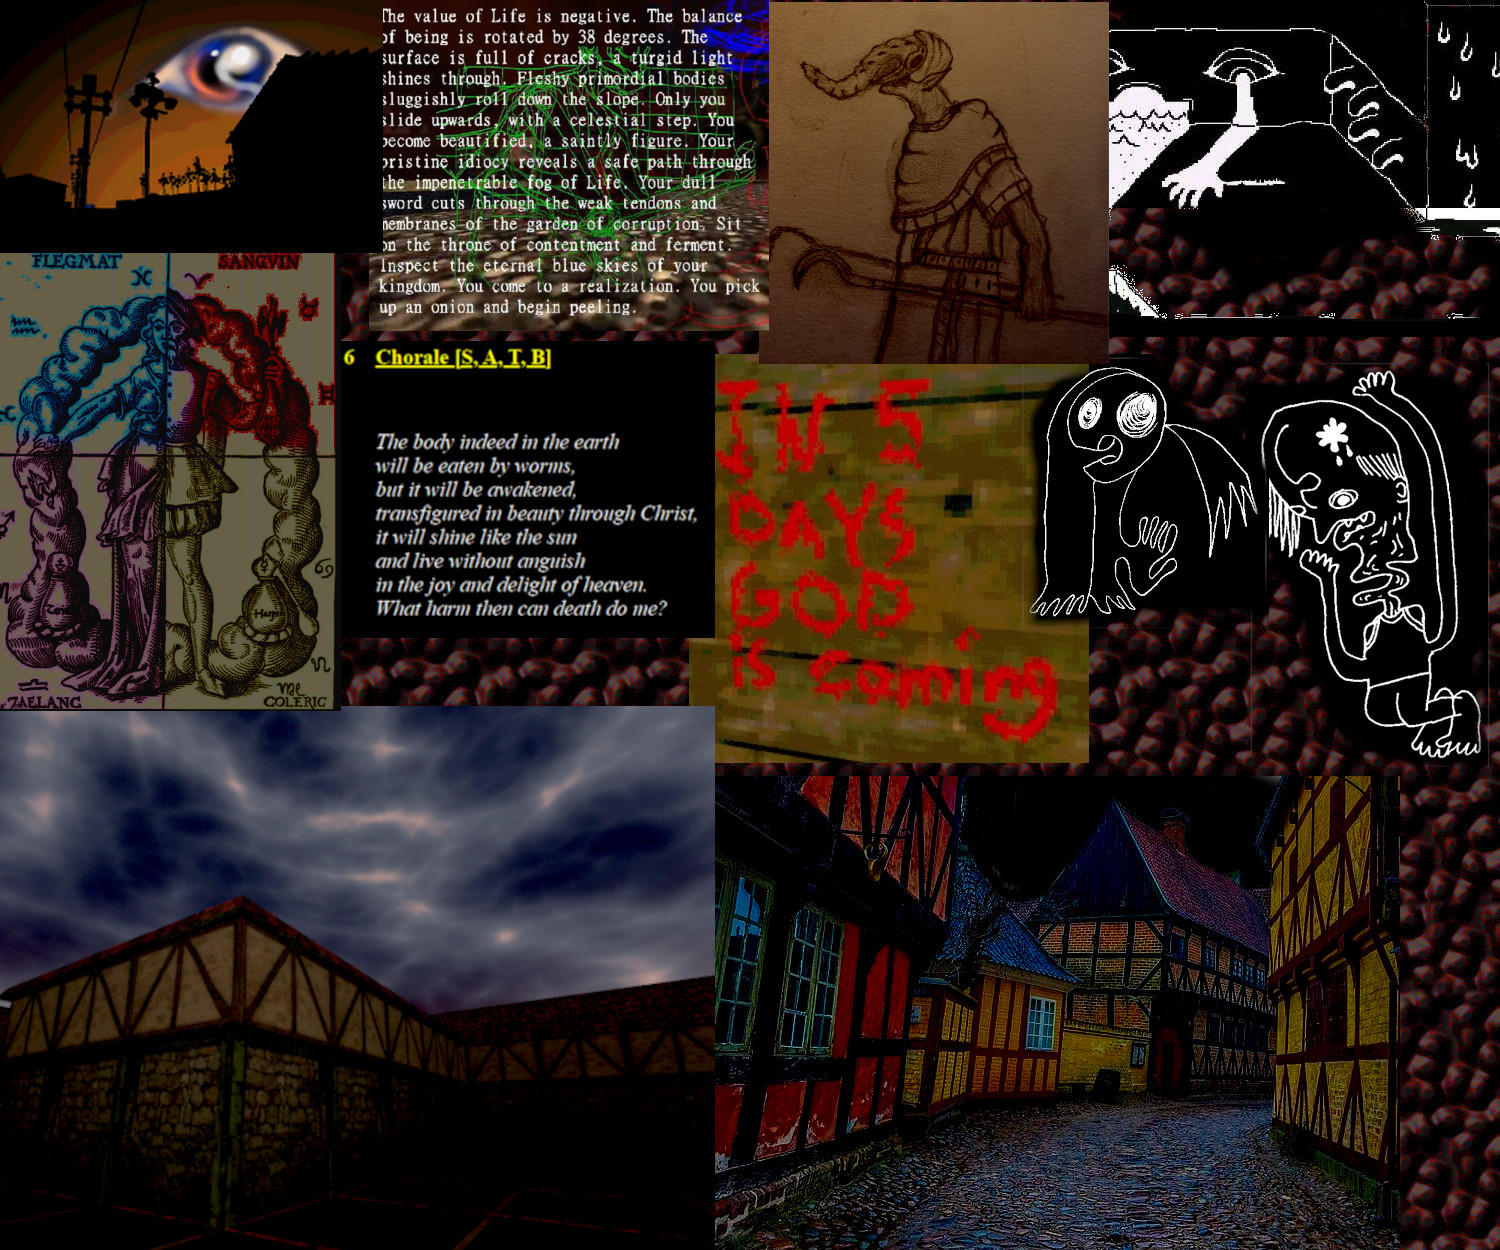 The value of Life is negative. The balance
of being is rotated by 38 degrees. The
surface is full of cracks, a turgid light
shines through. Fleshy primordial bodies
sluggishly roll down the slope. Only you
slide upwards, with a celestial step. You
become beautified, a saintly figure. Your
pristine idiocy reveals a safe path through
the impenetrable fog of Life. Your dull
sword cuts through the weak tendons and
membranes of the garden of corruption. Sit
on the throne of contentment and ferment.
Inspect the eternal blue skies of your
kingdom. You come to a realization. You pick
up an onion and begin peeling.
FLEGMAT SANGVIN
COLERIC
6 Chorale [S, A, T, B]
The body indeed in the earth
will be eaten by worms,
but it will be awakened,
transfigured in beauty through Christ,
it will shine like the sun
and live without anguish
in the joy and delight of heaven.
What harm then can death do me?
IN 5
DAYS
GOD
is coming